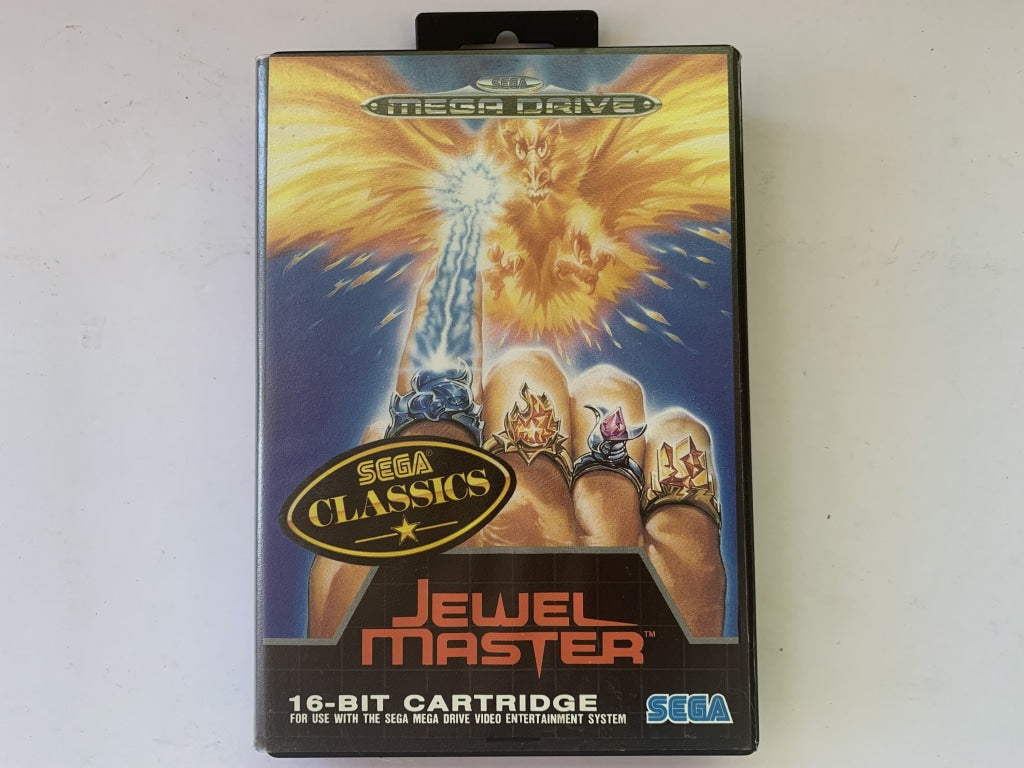 SEGA
MEGA DRIVE
SEGA®
CLASSICS
JEWEL
MASTER™
16-BIT CARTRIDGE
FOR USE WITH THE SEGA MEGA DRIVE VIDEO ENTERTAINMENT SYSTEM
SEGA